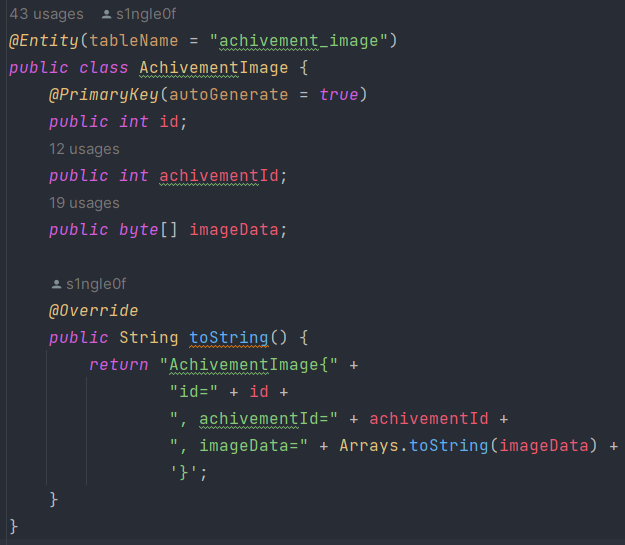 43 usages s1ngle0f
@Entity(tableName = "achivement_image")
public class AchivementImage {
@PrimaryKey(autoGenerate = true)
public int id;
12 usages
public int achivementId;
19 usages
public byte[] imageData;
s1ngle0f
@Override
public String toString() {
return "AchivementImage{" +
"id=" + id +
", achivementId=" + achivementId +
", imageData=" + Arrays.toString(imageData) +
'}';
}
}